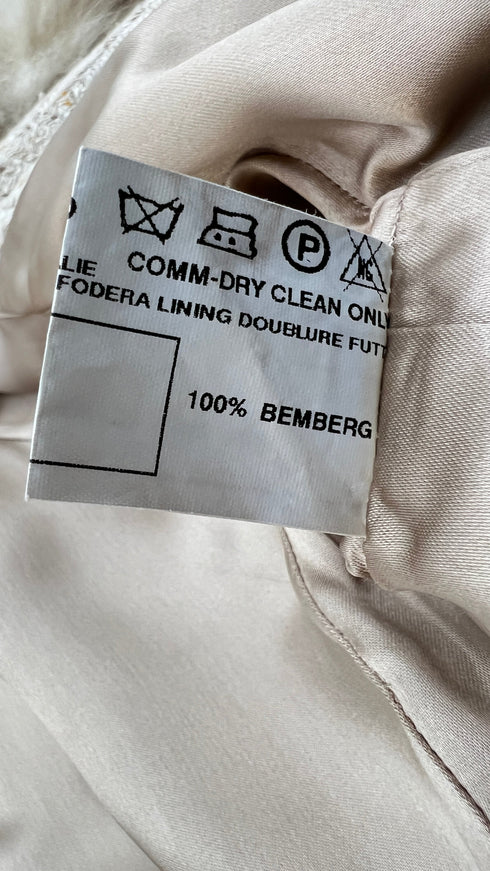 P
LIE COMM-DRY CLEAN ONLY
FODERA LINING DOUBLURE FUTT
100% BEMBERG